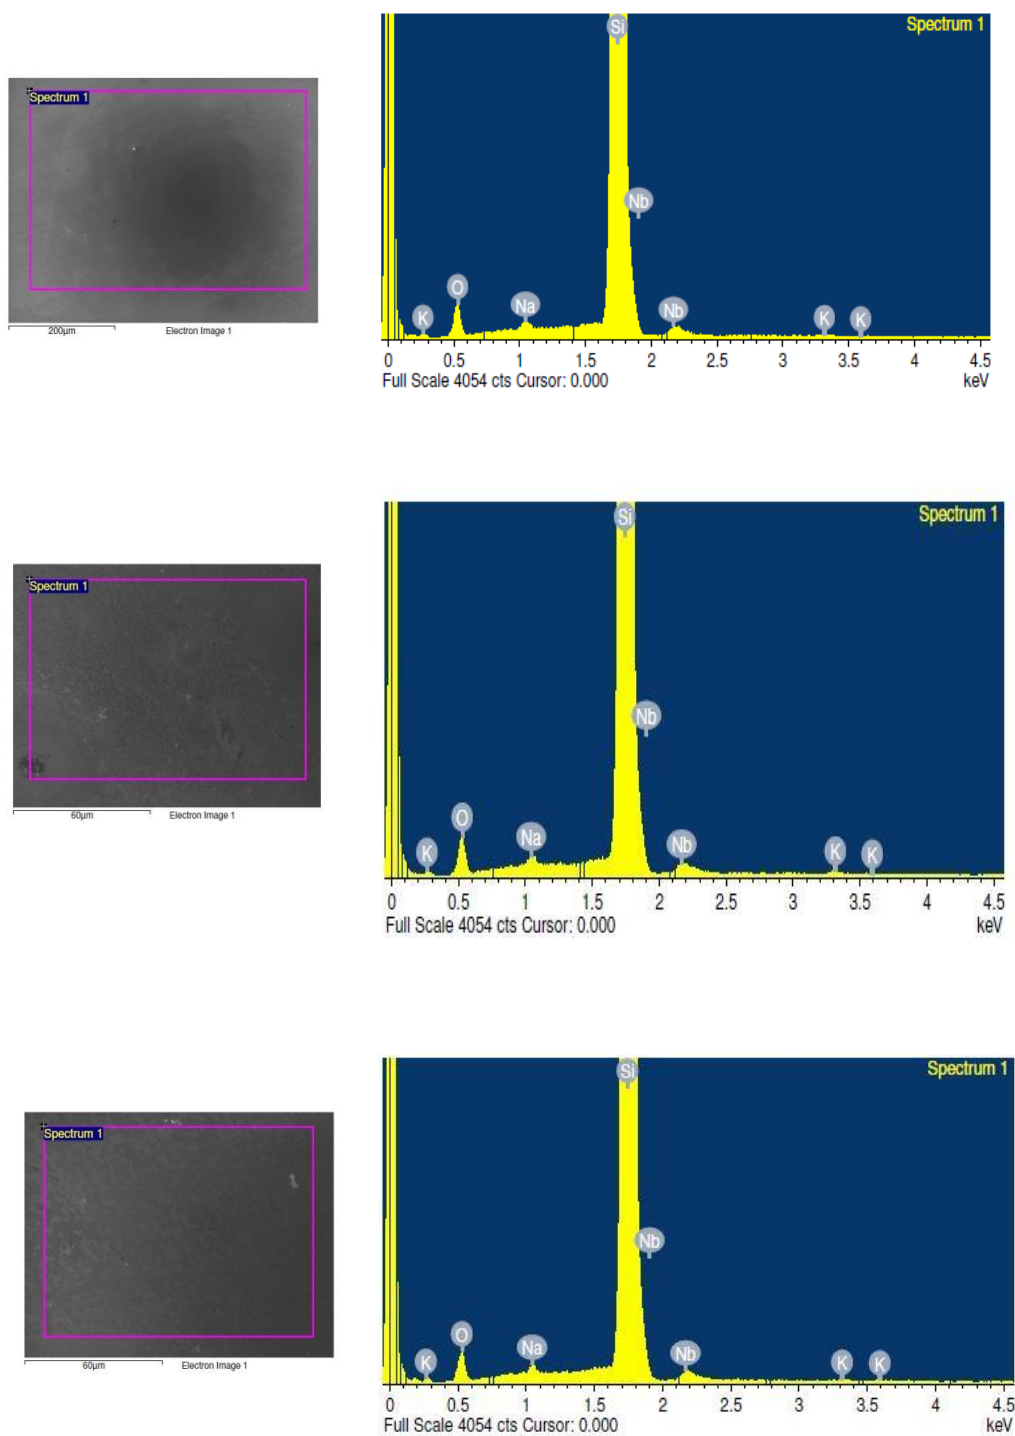 Spectrum 1
200µm
Electron Image 1
Spectrum 1
Si
Nb
O
K
Na
Nb
K
K
0 0.5 1 1.5 2 2.5 3 3.5 4 4.5
Full Scale 4054 cts Cursor: 0.000
keV
Spectrum 1
60µm
Electron Image 1
Spectrum 1
Si
Nb
O
K
Na
Nb
K
K
0 0.5 1 1.5 2 2.5 3 3.5 4 4.5
Full Scale 4054 cts Cursor: 0.000
keV
Spectrum 1
60µm
Electron Image 1
Spectrum 1
Si
Nb
O
K
Na
Nb
K
K
0 0.5 1 1.5 2 2.5 3 3.5 4 4.5
Full Scale 4054 cts Cursor: 0.000
keV